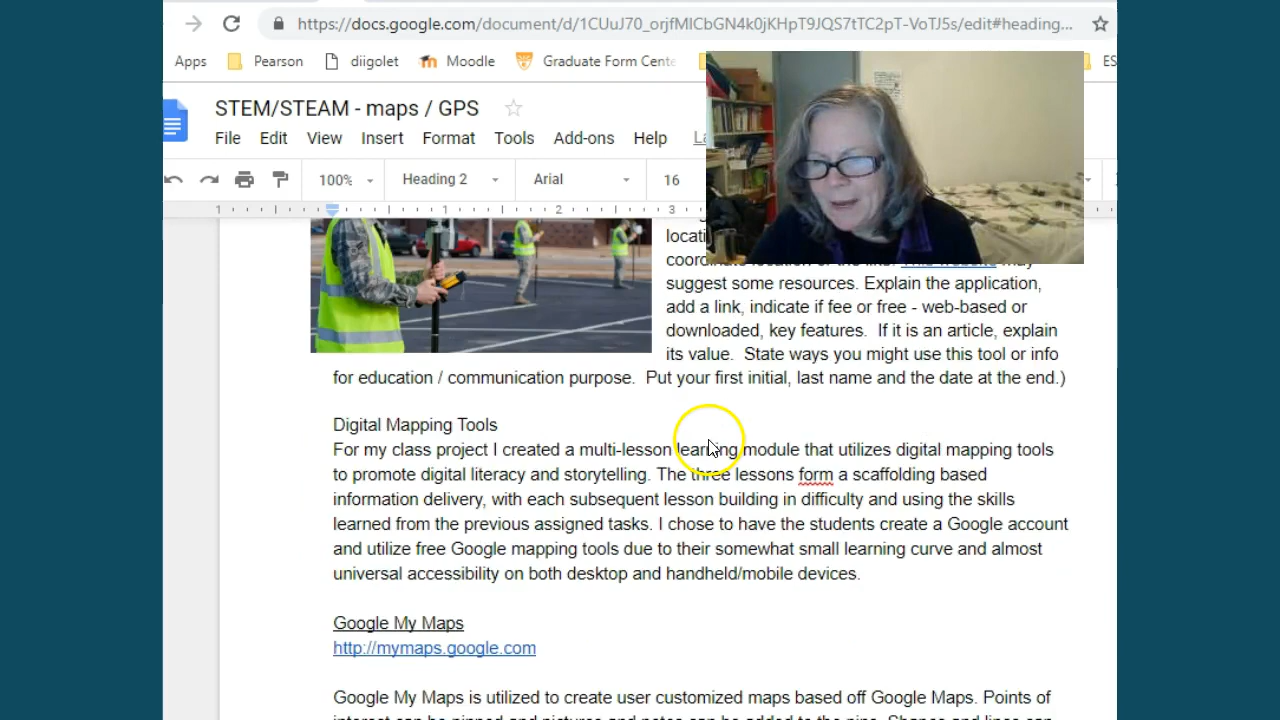 https://docs.google.com/document/d/1CUuJ70_orjfMlCbGN4k0jKHpT9JQS7tTC2pT-VoTJ5s/edit#heading...
Apps Pearson diigolet Moodle Graduate Form Cente ES
STEM/STEAM - maps / GPS
File Edit View Insert Format Tools Add-ons Help La
100% Heading 2 Arial 16
1 1 2 3
locati
suggest some resources. Explain the application,
add a link, indicate if fee or free - web-based or
downloaded, key features. If it is an article, explain
its value. State ways you might use this tool or info
for education / communication purpose. Put your first initial, last name and the date at the end.)
Digital Mapping Tools
For my class project I created a multi-lesson learning module that utilizes digital mapping tools
to promote digital literacy and storytelling. The three lessons form a scaffolding based
information delivery, with each subsequent lesson building in difficulty and using the skills
learned from the previous assigned tasks. I chose to have the students create a Google account
and utilize free Google mapping tools due to their somewhat small learning curve and almost
universal accessibility on both desktop and handheld/mobile devices.
Google My Maps
http://mymaps.google.com
Google My Maps is utilized to create user customized maps based off Google Maps. Points of